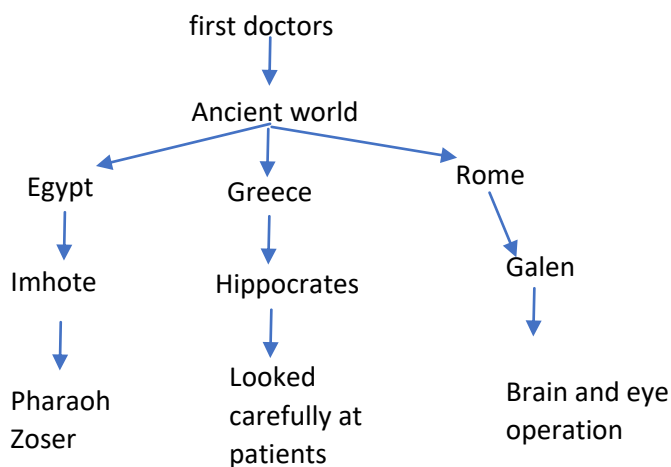 first doctors
Ancient world
Egypt
Greece
Rome
Imhote
Hippocrates
Galen
Pharaoh
Zoser
Looked
carefully at
patients
Brain and eye
operation